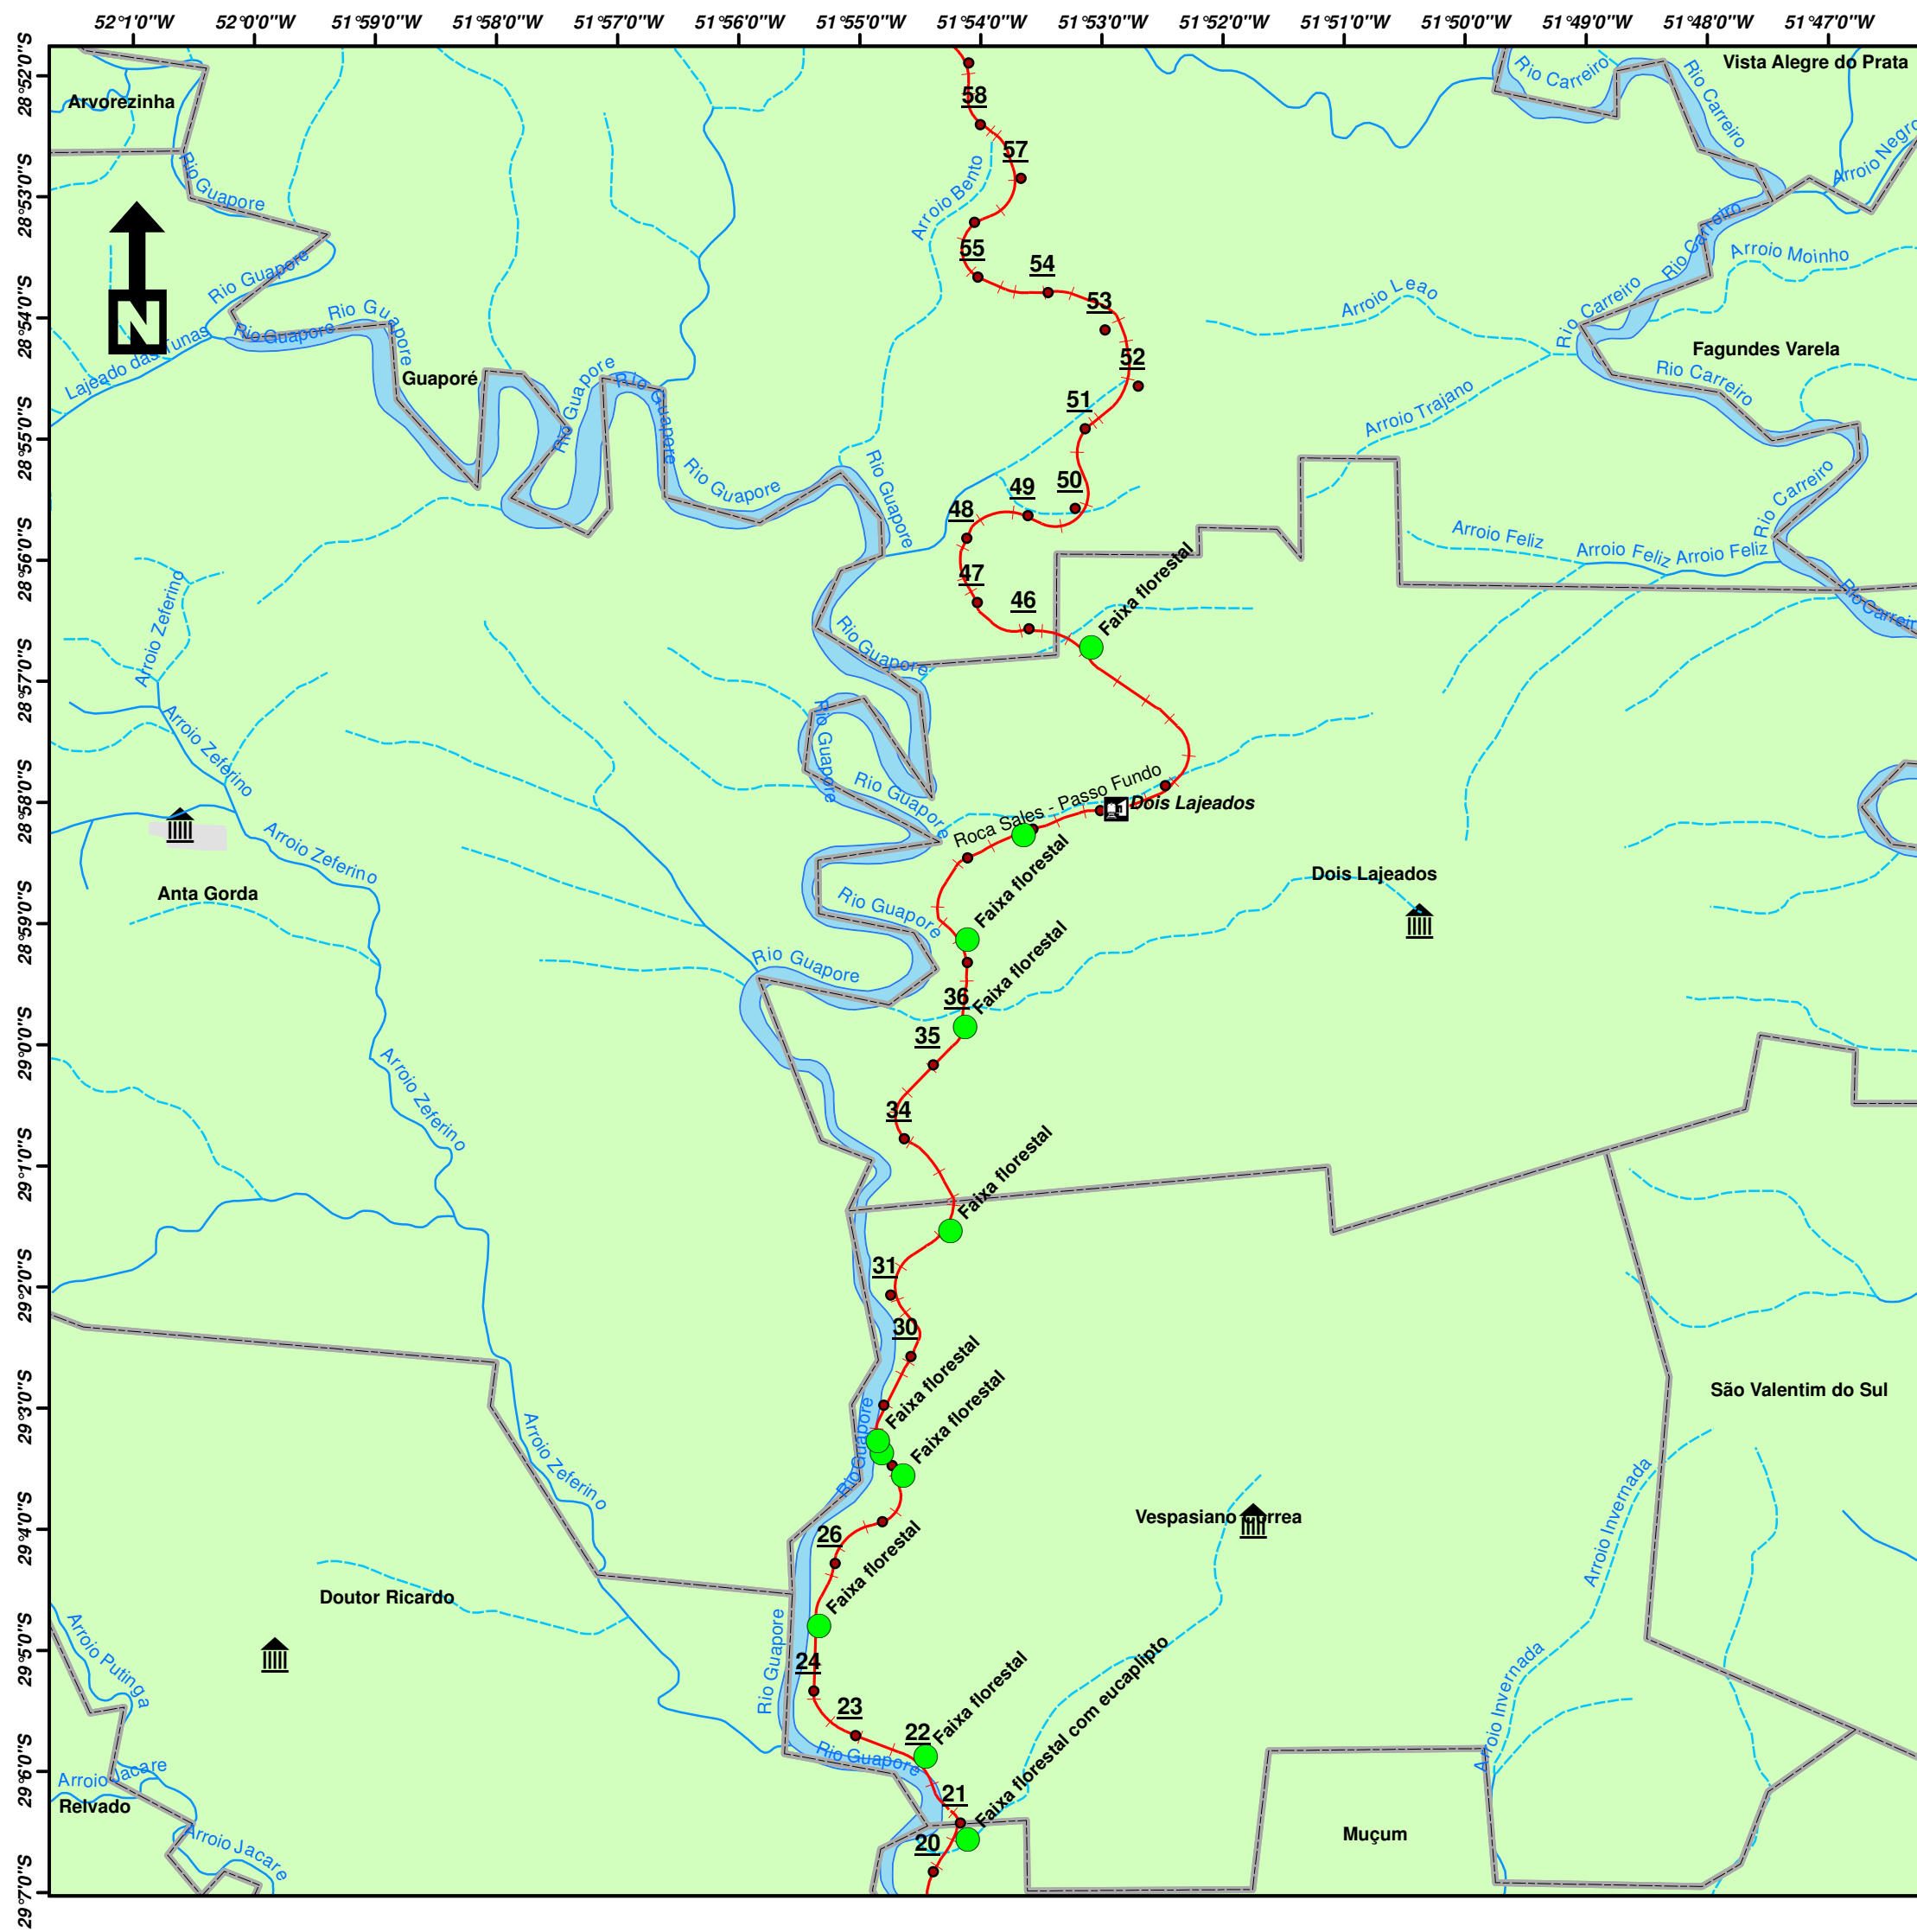 52°1'0"W 52°0'0"W 51°59'0"W 51°58'0"W 51°57'0"W 51°56'0"W 51°55'0"W 51°54'0"W 51°53'0"W 51°52'0"W 51°51'0"W 51°50'0"W 51°49'0"W 51°48'0"W 51°47'0"W
28°52'0"S
28°53'0"S
28°54'0"S
28°55'0"S
28°56'0"S
28°57'0"S
28°58'0"S
28°59'0"S
29°0'0"S
29°1'0"S
29°2'0"S
29°3'0"S
29°4'0"S
29°5'0"S
29°6'0"S
29°7'0"S
Vista Alegre do Prata
Rio Carreiro
Rio Carreiro
Arvorezinha
58
57
Arroio Negro
Rio Guapore
Arroio Bento
Rio Carreiro
Arroio Moinho
55
54
53
Rio Guapore
Arroio Leao
Rio Carreiro
N
Rio Guapore
Rio Guapore
Lajeado das Tunas
Fagundes Varela
52
Guaporé
Rio Guapore
Rio Guapore
Rio Carreiro
51
Arroio Trajano
Rio Guapore
Rio Guapore
50
49
48
Rio Carreiro
Arroio Feliz
Arroio Feliz
Arroio Feliz
47
46
Faixa florestal
Arroio Zeferino
Rio Carreiro
Rio Guapore
Arroio Zeferino
Rio Guapore
Rio Guapore
Roca Sales - Passo Fundo
Dois Lajeados
Arroio Zeferino
Faixa florestal
Dois Lajeados
Anta Gorda
Rio Guapore
Faixa florestal
Rio Guapore
36
35
Arroio Zeferino
34
Faixa florestal
31
30
Faixa florestal
Faixa florestal
São Valentim do Sul
Rio Guapore
Arroio Zeferino
Vespasiano Correa
Arroio Invernada
26
Faixa florestal
Doutor Ricardo
Arroio Putinga
Rio Guapore
24
23
22
Faixa florestal
Arroio Invernada
Rio Guapore
Faixa florestal com eucaplipto
Arroio Jacare
Relvado
21
20
Muçum
Arroio Jacare